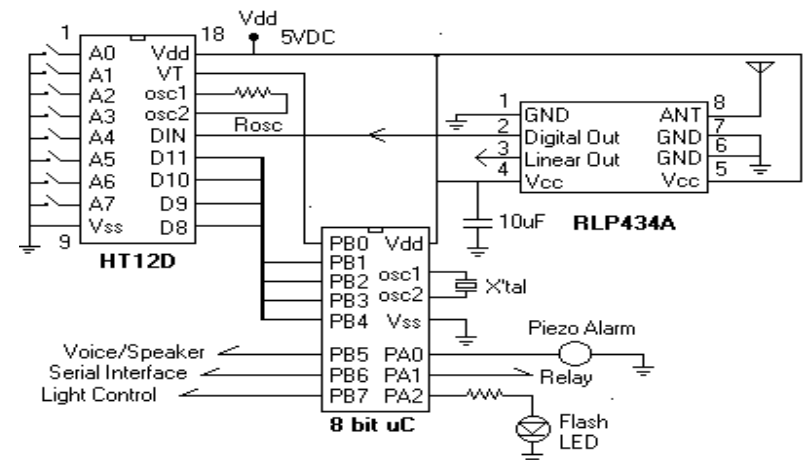 Vdd
5VDC
1
18
A0 Vdd
A1 VT
A2 osc1
A3 osc2
A4 DIN
A5 D11
A6 D10
A7 D9
Vss D8
9
HT12D
Rosc
1 GND ANT 8
2 Digital Out GND 7
3 Linear Out GND 6
4 Vcc Vcc 5
10uF
RLP434A
PB0 Vdd
PB1
PB2 osc1
PB3 osc2
PB4 Vss
PB5 PA0
PB6 PA1
PB7 PA2
8 bit uC
X'tal
Voice/Speaker
Serial Interface
Light Control
Piezo Alarm
Relay
Flash
LED